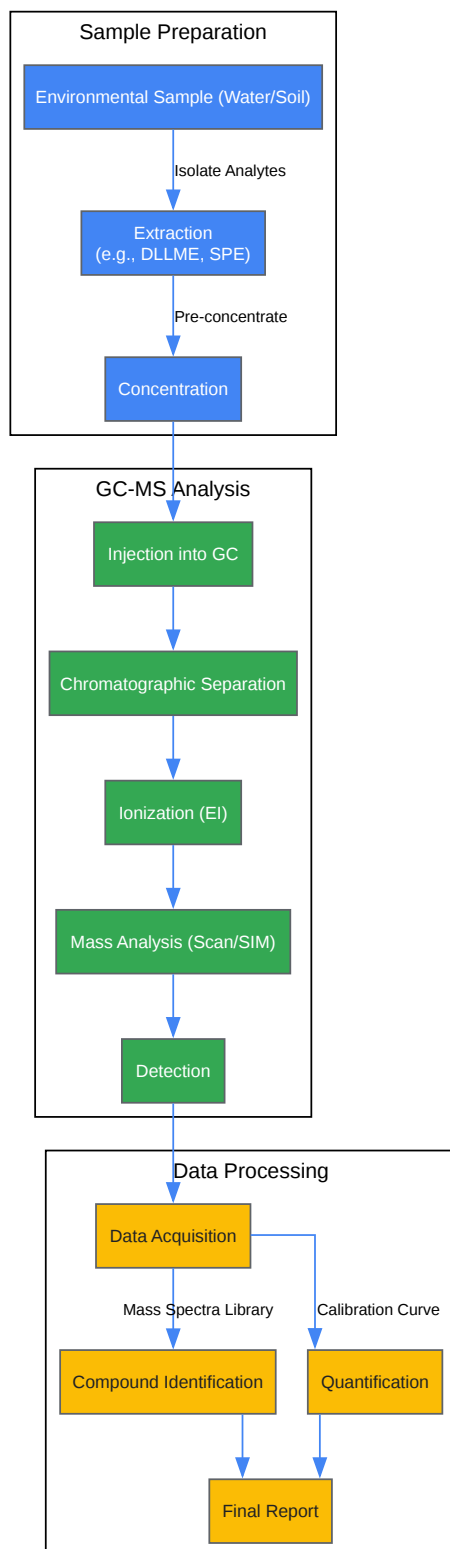 Sample Preparation
Environmental Sample (Water/Soil)
Isolate Analytes
Extraction
(e.g., DLLME, SPE)
Pre-concentrate
Concentration
GC-MS Analysis
Injection into GC
Chromatographic Separation
Ionization (EI)
Mass Analysis (Scan/SIM)
Detection
Data Processing
Data Acquisition
Mass Spectra Library
Calibration Curve
Compound Identification
Quantification
Final Report